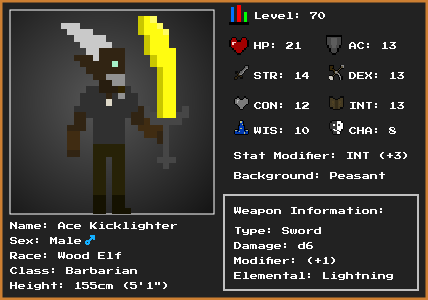 Level: 70
HP: 21 AC: 13
STR: 14 DEX: 13
CON: 12 INT: 13
WIS: 10 CHA: 8
Stat Modifier: INT (+3)
Background: Peasant
Name: Ace Kicklighter
Sex: Male ♂
Race: Wood Elf
Class: Barbarian
Height: 155cm (5'1")
Weapon Information:
Type: Sword
Damage: d6
Modifier: (+1)
Elemental: Lightning